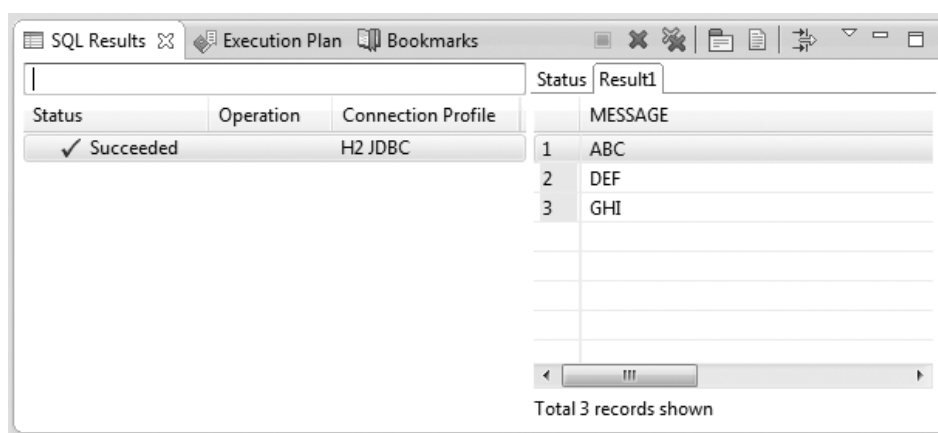 SQL Results Execution Plan Bookmarks
Status Operation Connection Profile
Succeeded H2 JDBC
Status Result1
MESSAGE
1 ABC
2 DEF
3 GHI
Total 3 records shown